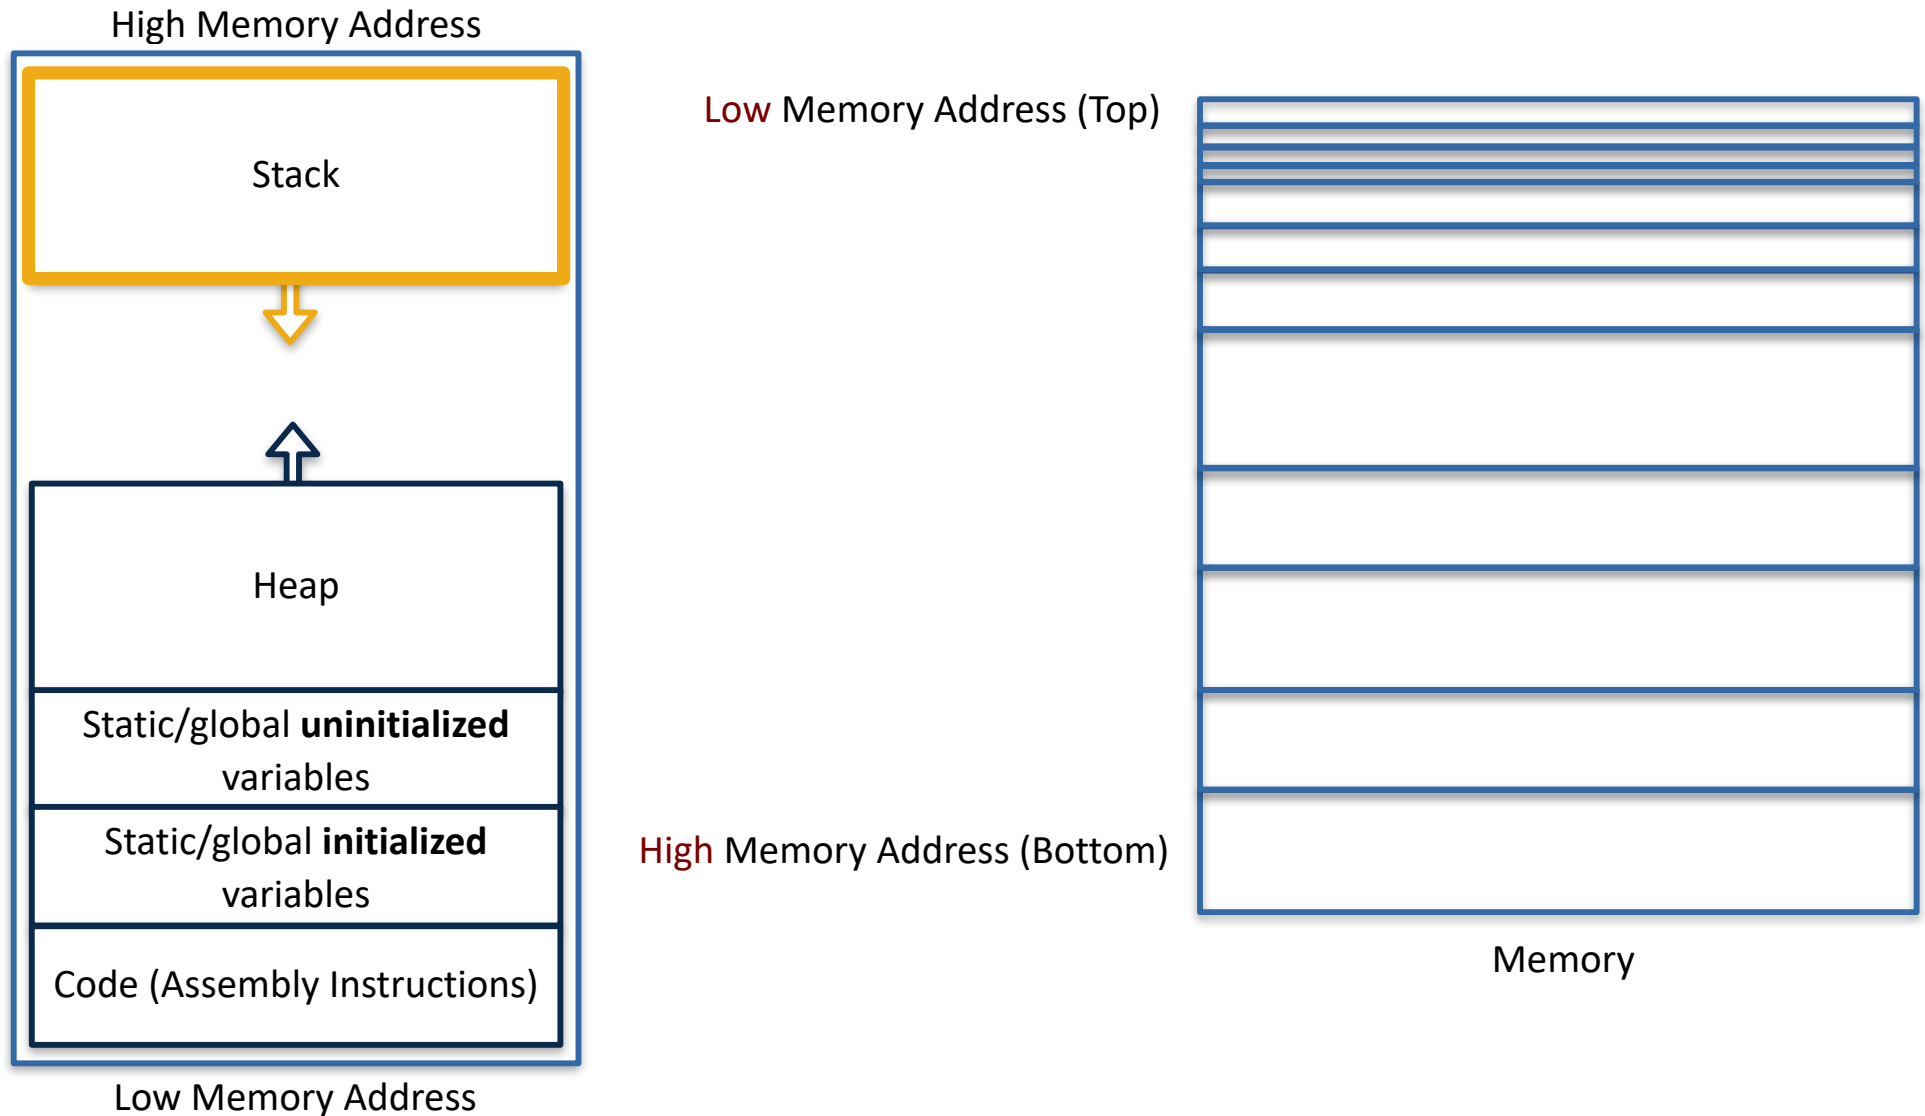 High Memory Address
Stack
Heap
Static/global uninitialized
variables
Static/global initialized
variables
Code (Assembly Instructions)
Low Memory Address
Low Memory Address (Top)
High Memory Address (Bottom)
Memory